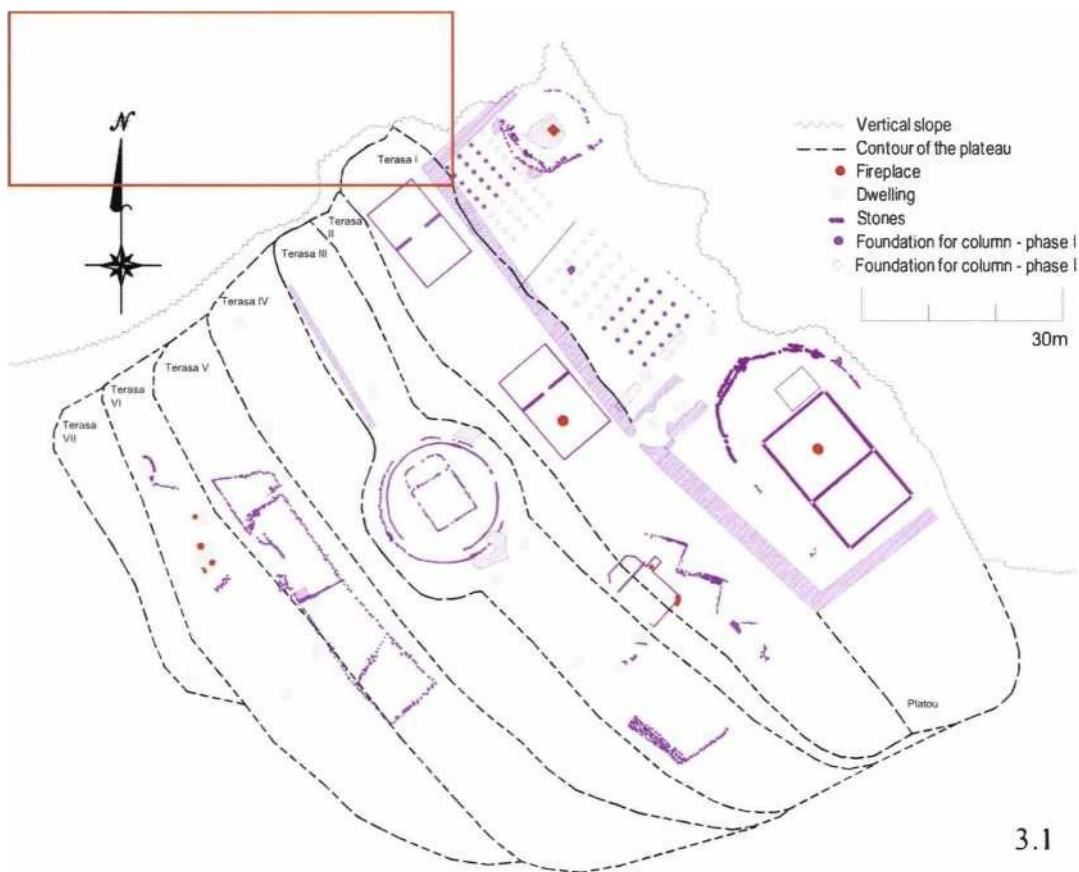 N
Terasa I
Terasa
II
Terasa III
Terasa IV
Terasa V
Terasa
VI
Terasa
VII
Vertical slope
Contour of the plateau
Fireplace
Dwelling
Stones
Foundation for column - phase I
Foundation for column - phase I
30m
Platou
3.1